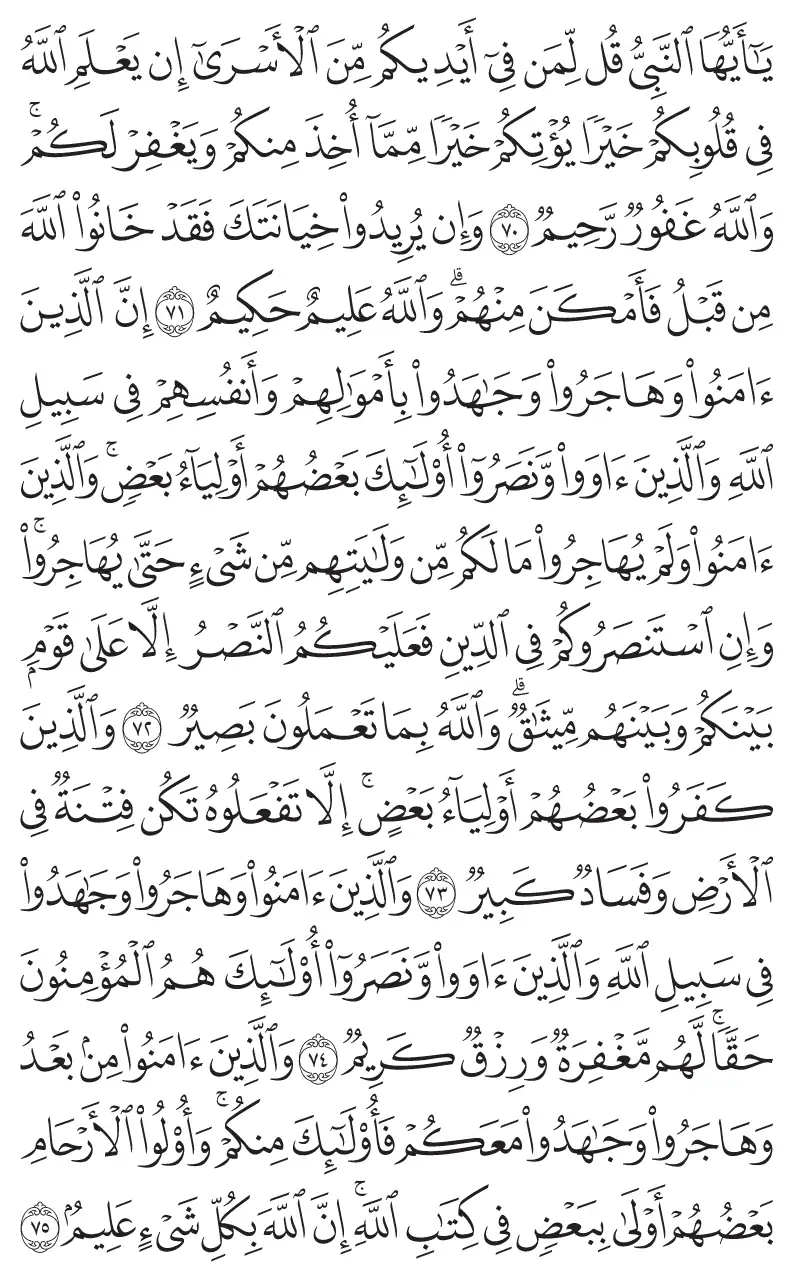 يَـٰٓأَيُّهَا ٱلنَّبِىُّ قُل لِّمَن فِىٓ أَيْدِيكُم مِّنَ ٱلْأَسْرَىٰٓ إِن يَعْلَمِ ٱللَّهُ
فِى قُلُوبِكُمْ خَيْرًا يُؤْتِكُمْ خَيْرًا مِّمَّآ أُخِذَ مِنكُمْ وَيَغْفِرْ لَكُمْ ۚ
وَٱللَّهُ غَفُورٌ رَّحِيمٌ ٧٠ وَإِن يُرِيدُوا۟ خِيَانَتَكَ فَقَدْ خَانُوا۟ ٱللَّهَ
مِن قَبْلُ فَأَمْكَنَ مِنْهُمْ ۗ وَٱللَّهُ عَلِيمٌ حَكِيمٌ ٧١ إِنَّ ٱلَّذِينَ
ءَامَنُوا۟ وَهَاجَرُوا۟ وَجَـٰهَدُوا۟ بِأَمْوَٰلِهِمْ وَأَنفُسِهِمْ فِى سَبِيلِ
ٱللَّهِ وَٱلَّذِينَ ءَاوَوا۟ وَّنَصَرُوٓا۟ أُو۟لَـٰٓئِكَ بَعْضُهُمْ أَوْلِيَآءُ بَعْضٍ ۚ وَٱلَّذِينَ
ءَامَنُوا۟ وَلَمْ يُهَاجِرُوا۟ مَا لَكُم مِّن وَلَـٰيَتِهِم مِّن شَىْءٍ حَتَّىٰ يُهَاجِرُوا۟ ۚ
وَإِنِ ٱسْتَنصَرُوكُمْ فِى ٱلدِّينِ فَعَلَيْكُمُ ٱلنَّصْرُ إِلَّا عَلَىٰ قَوْمٍۭ
بَيْنَكُمْ وَبَيْنَهُم مِّيثَـٰقٌ ۗ وَٱللَّهُ بِمَا تَعْمَلُونَ بَصِيرٌ ٧٢ وَٱلَّذِينَ
كَفَرُوا۟ بَعْضُهُمْ أَوْلِيَآءُ بَعْضٍ ۚ إِلَّا تَفْعَلُوهُ تَكُن فِتْنَةٌ فِى
ٱلْأَرْضِ وَفَسَادٌ كَبِيرٌ ٧٣ وَٱلَّذِينَ ءَامَنُوا۟ وَهَاجَرُوا۟ وَجَـٰهَدُوا۟
فِى سَبِيلِ ٱللَّهِ وَٱلَّذِينَ ءَاوَوا۟ وَّنَصَرُوٓا۟ أُو۟لَـٰٓئِكَ هُمُ ٱلْمُؤْمِنُونَ
حَقًّا ۚ لَّهُم مَّغْفِرَةٌ وَرِزْقٌ كَرِيمٌ ٧٤ وَٱلَّذِينَ ءَامَنُوا۟ مِنۢ بَعْدُ
وَهَاجَرُوا۟ وَجَـٰهَدُوا۟ مَعَكُمْ فَأُو۟لَـٰٓئِكَ مِنكُمْ ۚ وَأُو۟لُوا۟ ٱلْأَرْحَامِ
بَعْضُهُمْ أَوْلَىٰ بِبَعْضٍ فِى كِتَـٰبِ ٱللَّهِ ۚ إِنَّ ٱللَّهَ بِكُلِّ شَىْءٍ عَلِيمٌۢ ٧٥